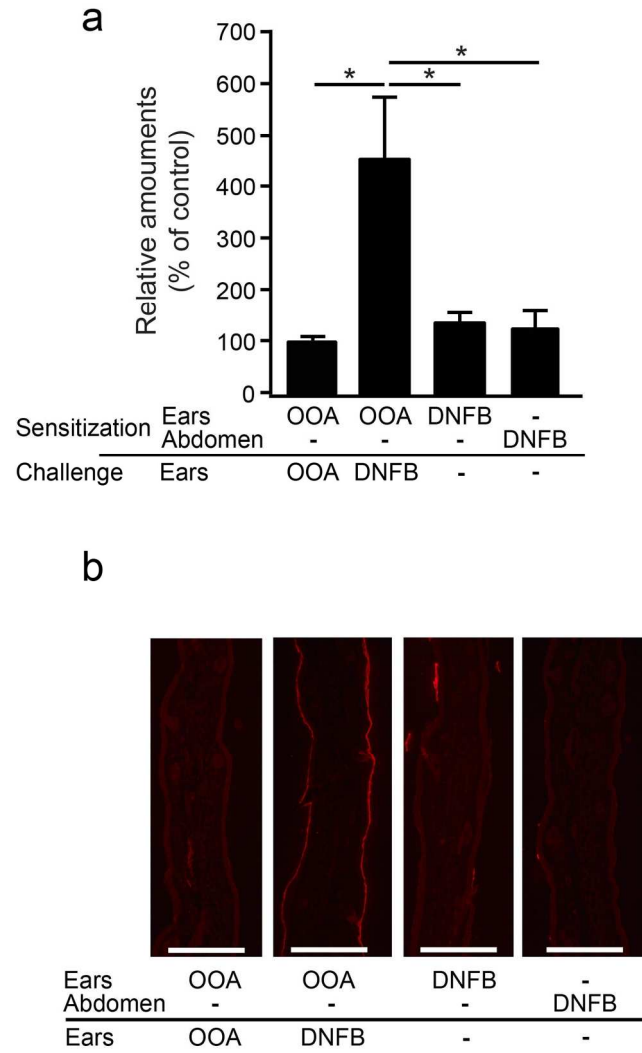 a
Relative amouments
(% of control)
700
600
500
400
300
200
100
0
* * *
Sensitization Ears OOA OOA DNFB -
Abdomen - - - DNFB
Challenge Ears OOA DNFB - -
b
Ears OOA OOA DNFB -
Abdomen - - - DNFB
Ears OOA DNFB - -